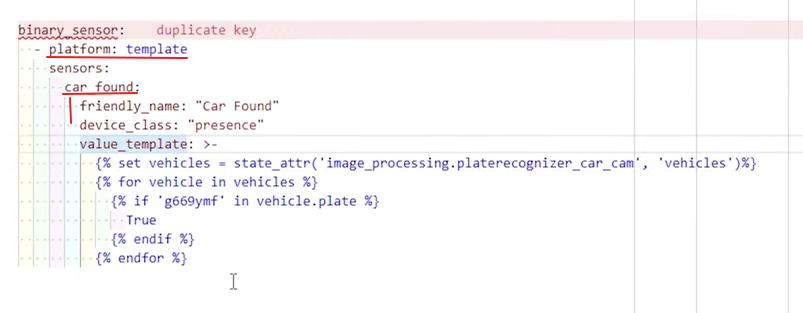 binary_sensor: duplicate key
- platform: template
sensors:
car_found:
friendly_name: "Car Found"
device_class: "presence"
value_template: >-
{% set vehicles = state_attr('image_processing.platerecognizer_car_cam', 'vehicles')%}
{% for vehicle in vehicles %}
{% if 'g669ymf' in vehicle.plate %}
True
{% endif %}
{% endfor %}